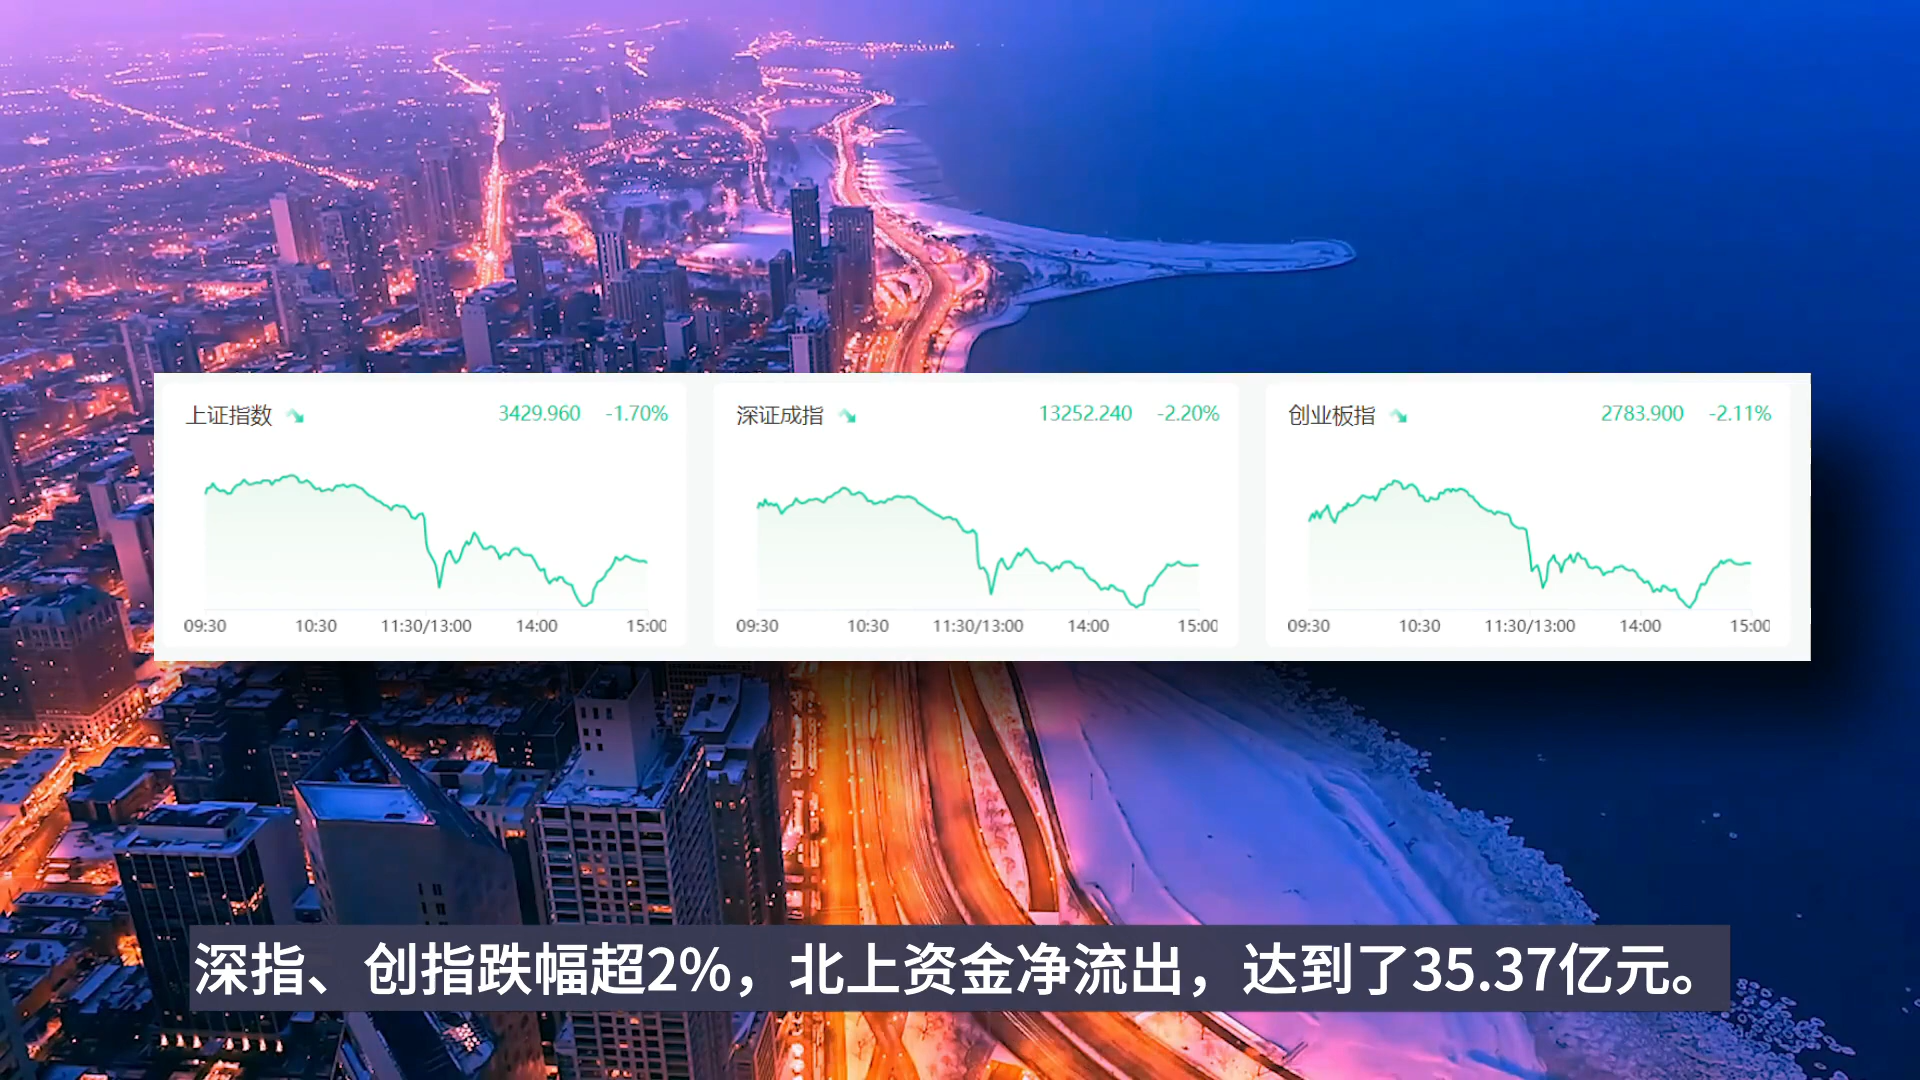 上证指数 3429.960 -1.70%
09:30 10:30 11:30/13:00 14:00 15:00
深证成指 13252.240 -2.20%
09:30 10:30 11:30/13:00 14:00 15:00
创业板指 2783.900 -2.11%
09:30 10:30 11:30/13:00 14:00 15:00
深指、创指跌幅超2%，北上资金净流出，达到了35.37亿元。